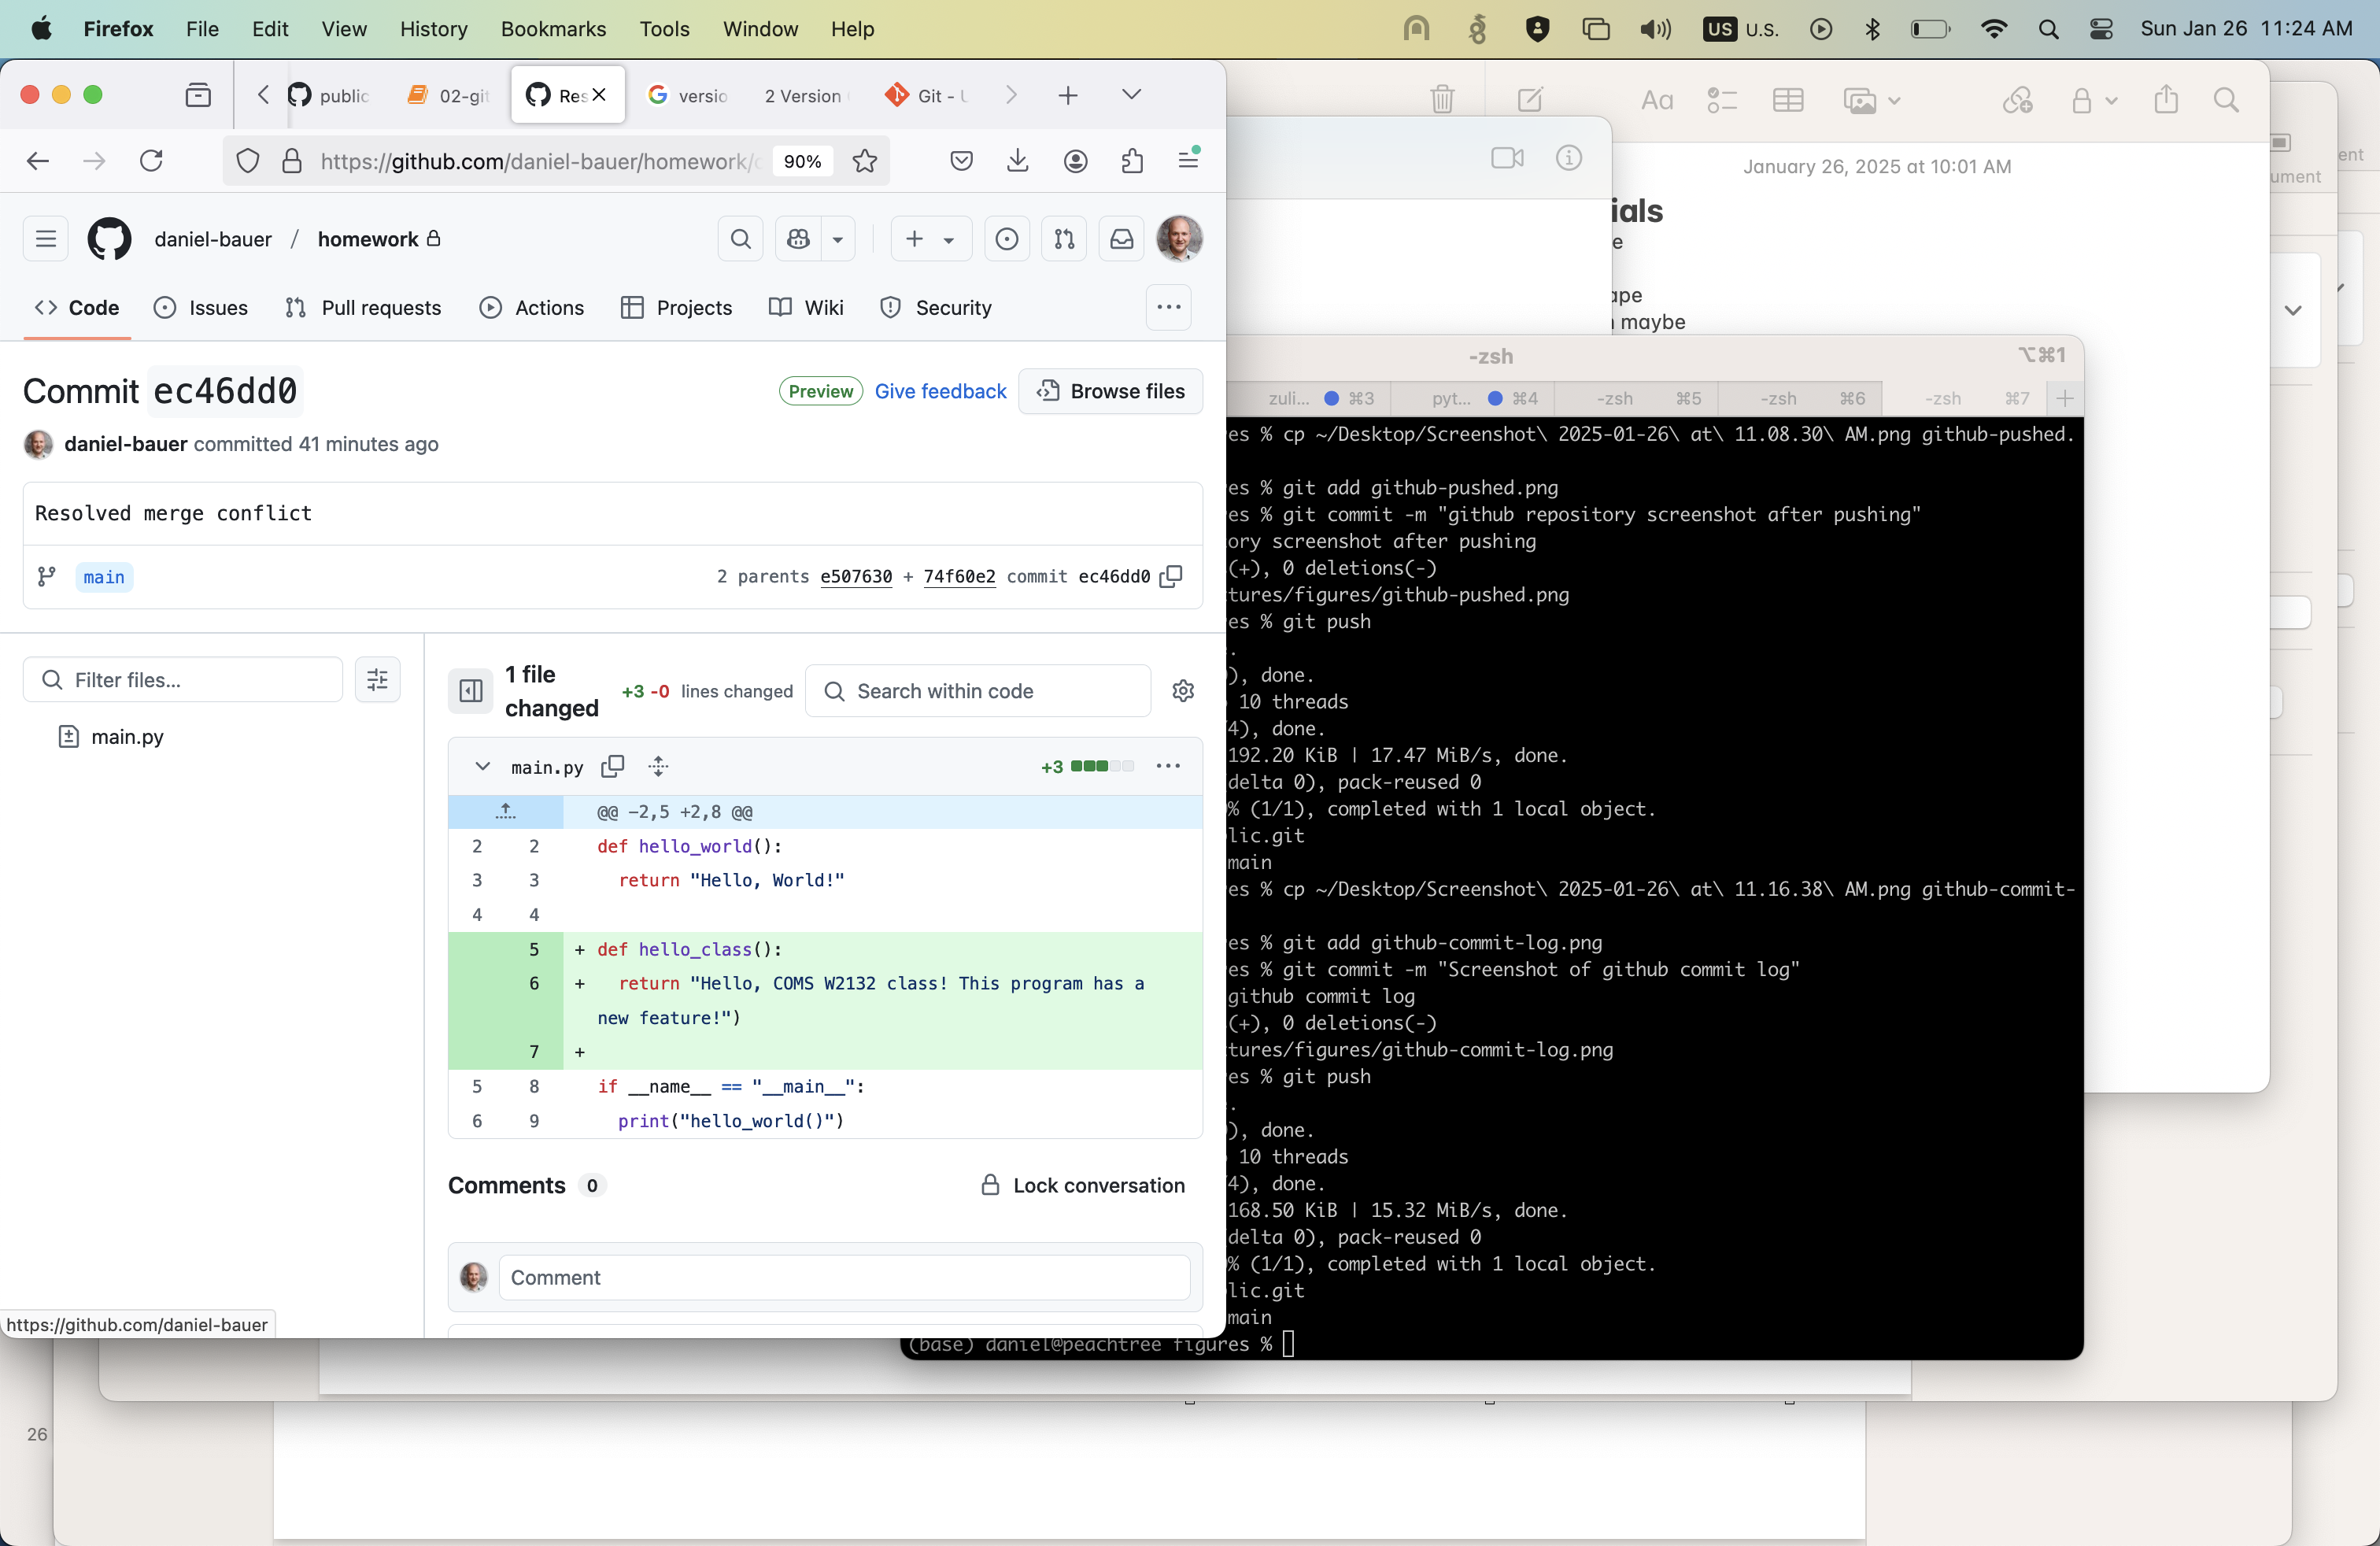 Firefox File Edit View History Bookmarks Tools Window Help
US U.S.
Sun Jan 26 11:24 AM
public
02-git
Res
versio
2 Version
Git - U
https://github.com/daniel-bauer/homework/c
90%
daniel-bauer / homework
Code Issues Pull requests Actions Projects Wiki Security
Commit ec46dd0
Preview Give feedback Browse files
daniel-bauer committed 41 minutes ago
Resolved merge conflict
main
2 parents e507630 + 74f60e2 commit ec46dd0
Filter files...
main.py
1 file changed
+3 -0 lines changed
Search within code
main.py
+3
@@ -2,5 +2,8 @@
2 2 def hello_world():
3 3 return "Hello, World!"
4 4
5 + def hello_class():
6 + return "Hello, COMS W2132 class! This program has a
new feature!")
7 +
5 8 if __name__ == "__main__":
6 9 print("hello_world()")
Comments 0
Lock conversation
Comment
https://github.com/daniel-bauer
Aa
January 26, 2025 at 10:01 AM
ials
e
ape
maybe
ent
ument
-zsh
⌥⌘1
zuli... ⌘3
pyt... ⌘4
-zsh ⌘5
-zsh ⌘6
-zsh ⌘7
es % cp ~/Desktop/Screenshot\ 2025-01-26\ at\ 11.08.30\ AM.png github-pushed.
es % git add github-pushed.png
es % git commit -m "github repository screenshot after pushing"
ory screenshot after pushing
(+), 0 deletions(-)
tures/figures/github-pushed.png
es % git push
.
), done.
10 threads
4), done.
192.20 KiB | 17.47 MiB/s, done.
delta 0), pack-reused 0
% (1/1), completed with 1 local object.
lic.git
main
es % cp ~/Desktop/Screenshot\ 2025-01-26\ at\ 11.16.38\ AM.png github-commit-
es % git add github-commit-log.png
es % git commit -m "Screenshot of github commit log"
github commit log
(+), 0 deletions(-)
tures/figures/github-commit-log.png
es % git push
.
), done.
10 threads
4), done.
168.50 KiB | 15.32 MiB/s, done.
delta 0), pack-reused 0
% (1/1), completed with 1 local object.
lic.git
main
(base) daniel@peachtree figures %
26